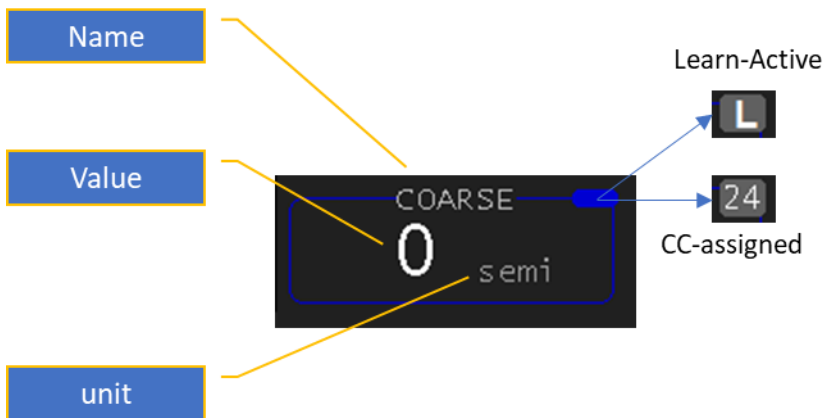 Name
Learn-Active
L
Value
COARSE
24
0
semi
CC-assigned
unit